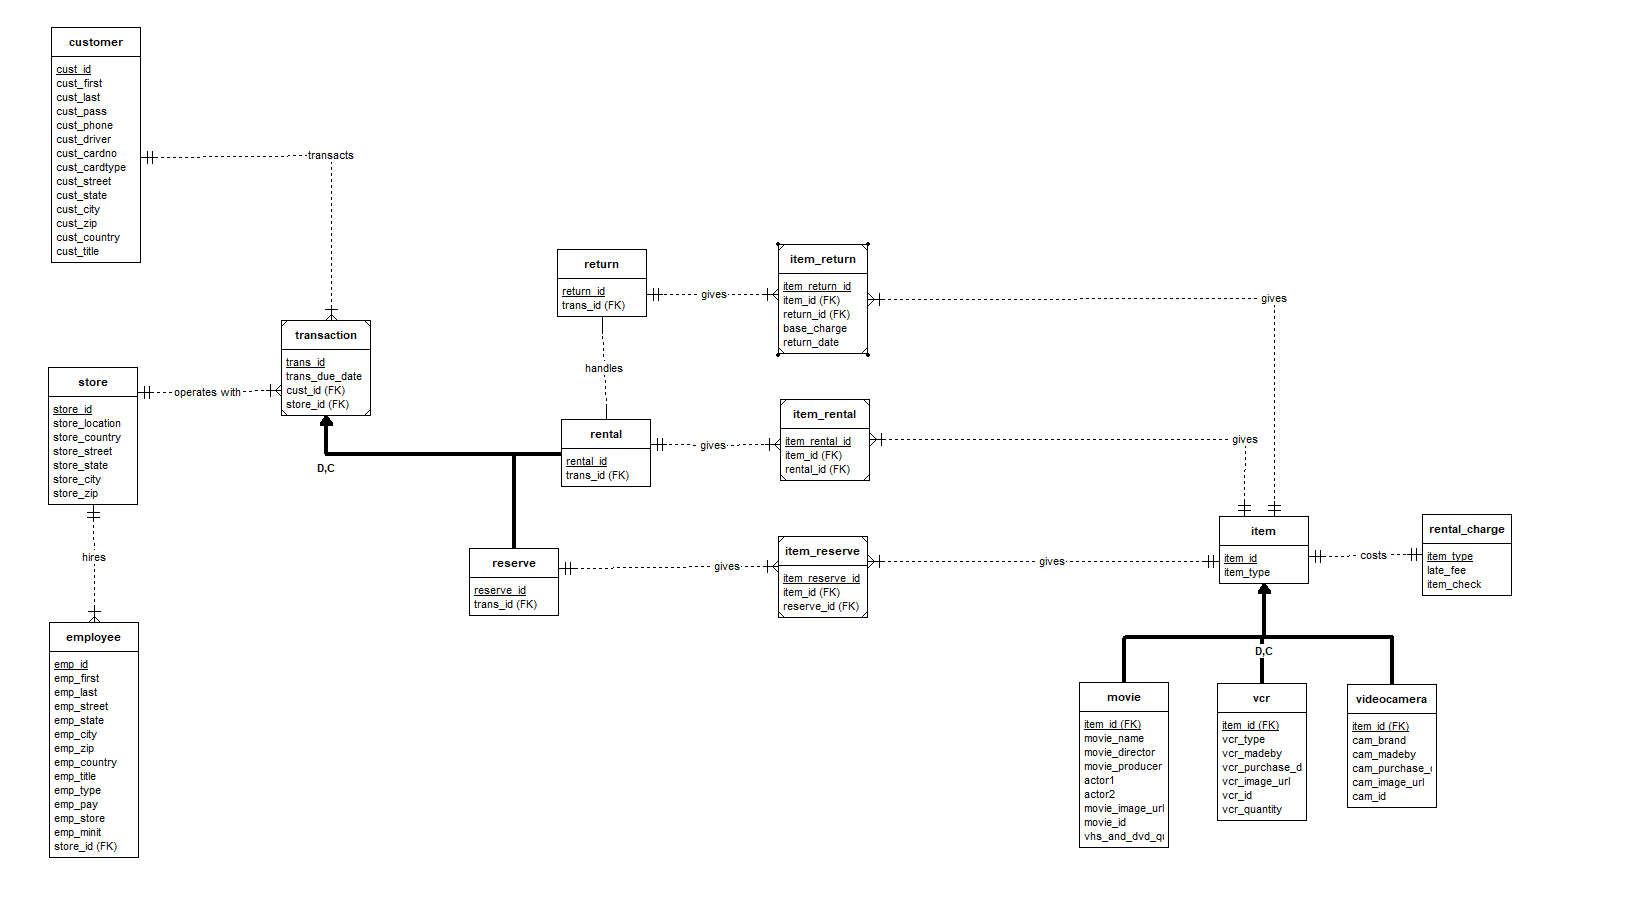 customer
cust_id
cust_first
cust_last
cust_pass
cust_phone
cust_driver
cust_cardno
cust_cardtype
cust_street
cust_state
cust_city
cust_zip
cust_country
cust_title
transacts
transaction
trans_id
trans_due_date
cust_id (FK)
store_id (FK)
D,C
store
store_id
store_location
store_country
store_street
store_state
store_city
store_zip
operates with
hires
employee
emp_id
emp_first
emp_last
emp_street
emp_state
emp_city
emp_zip
emp_country
emp_title
emp_type
emp_pay
emp_store
emp_minit
store_id (FK)
return
return_id
trans_id (FK)
gives
handles
rental
rental_id
trans_id (FK)
gives
reserve
reserve_id
trans_id (FK)
gives
item_return
item_return_id
item_id (FK)
return_id (FK)
base_charge
return_date
gives
item_rental
item_rental_id
item_id (FK)
rental_id (FK)
gives
item_reserve
item_reserve_id
item_id (FK)
reserve_id (FK)
gives
item
item_id
item_type
costs
rental_charge
item_type
late_fee
item_check
D,C
movie
item_id (FK)
movie_name
movie_director
movie_producer
actor1
actor2
movie_image_url
movie_id
vhs_and_dvd_qu
vcr
item_id (FK)
vcr_type
vcr_madeby
vcr_purchase_d
vcr_image_url
vcr_id
vcr_quantity
videocamera
item_id (FK)
cam_brand
cam_madeby
cam_purchase_
cam_image_url
cam_id